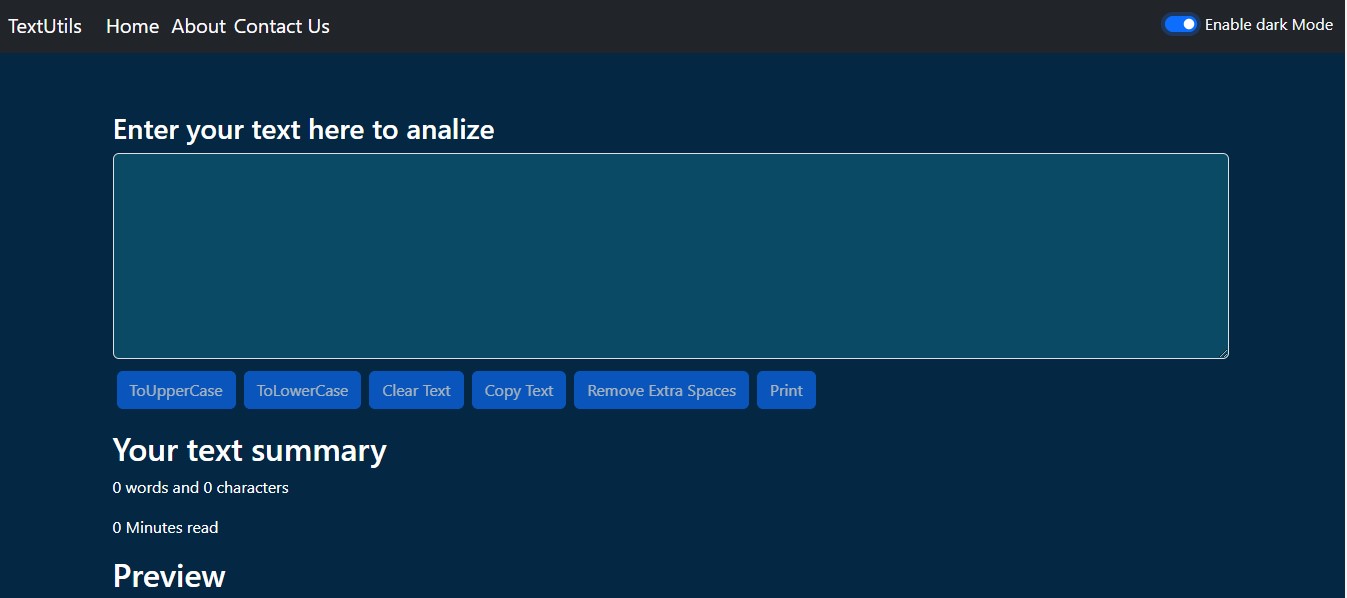 TextUtils Home About Contact Us Enable dark Mode
Enter your text here to analize
ToUpperCase ToLowerCase Clear Text Copy Text Remove Extra Spaces Print
Your text summary
0 words and 0 characters
0 Minutes read
Preview